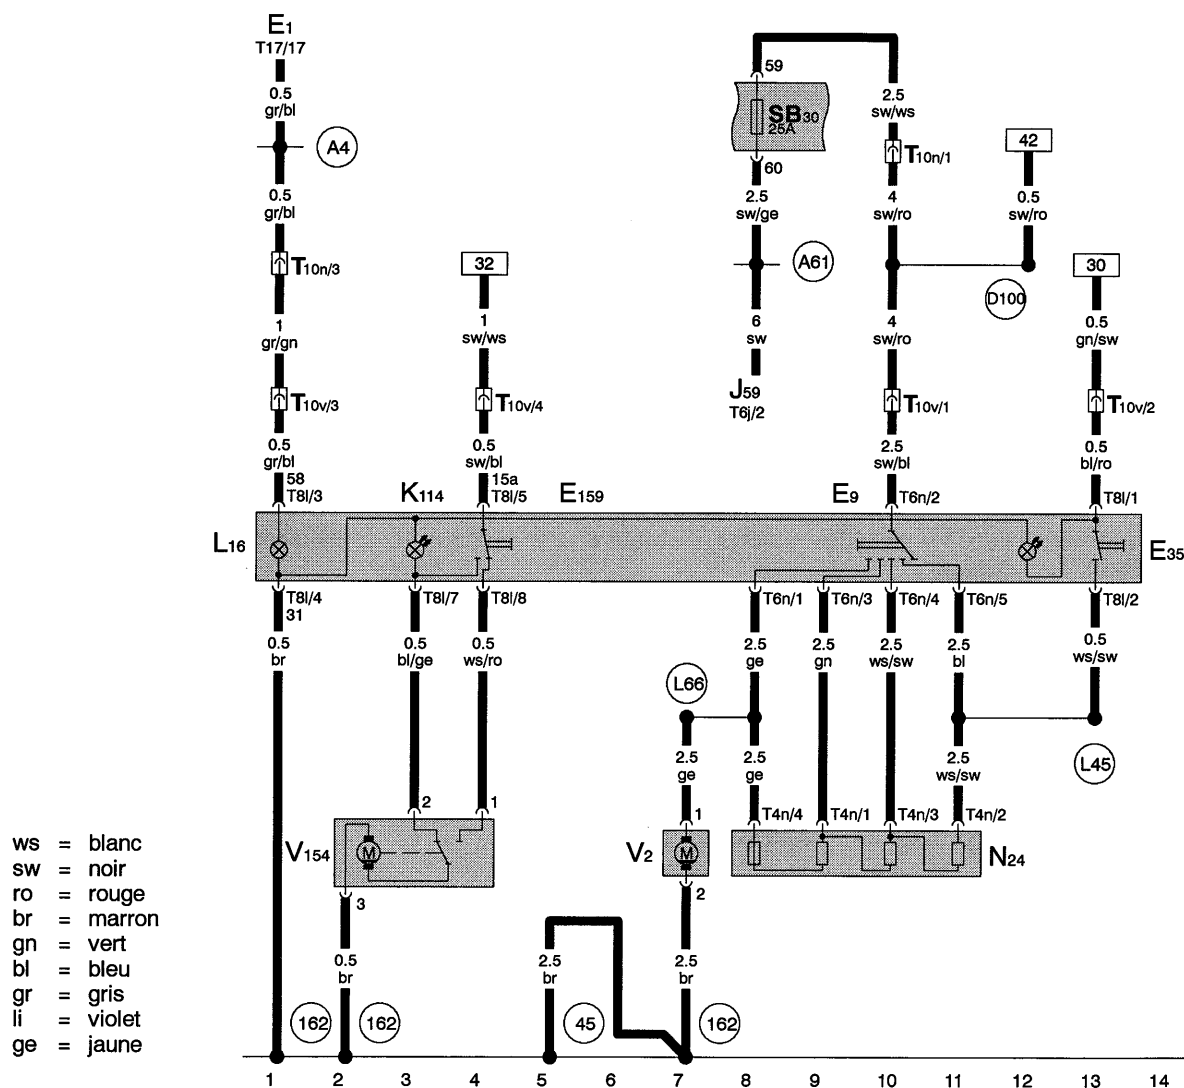 E1
T17/17
0.5
gr/bl
A4
0.5
gr/bl
T10n/3
1
gr/gn
T10v/3
0.5
gr/bl
58
T8l/3
32
1
sw/ws
T10v/4
0.5
sw/bl
15a
T8l/5
59
SB30
25A
60
2.5
sw/ge
A61
6
sw
J59
T6j/2
2.5
sw/ws
T10n/1
4
sw/ro
42
0.5
sw/ro
D100
4
sw/ro
T10v/1
2.5
sw/bl
T6n/2
30
0.5
gn/sw
T10v/2
0.5
bl/ro
T8l/1
K114
E159
E9
L16
E35
T8l/4
31
T8l/7
T8l/8
T6n/1
T6n/3
T6n/4
T6n/5
T8l/2
0.5
br
0.5
bl/ge
0.5
ws/ro
2.5
ge
2.5
gn
2.5
ws/sw
2.5
bl
0.5
ws/sw
L66
L45
2.5
ge
2.5
ge
2.5
ws/sw
2
1
1
T4n/4
T4n/1
T4n/3
T4n/2
V154
M
V2
M
N24
3
2
0.5
br
2.5
br
2.5
br
162
162
45
162
ws = blanc
sw = noir
ro = rouge
br = marron
gn = vert
bl = bleu
gr = gris
li = violet
ge = jaune
1 2 3 4 5 6 7 8 9 10 11 12 13 14